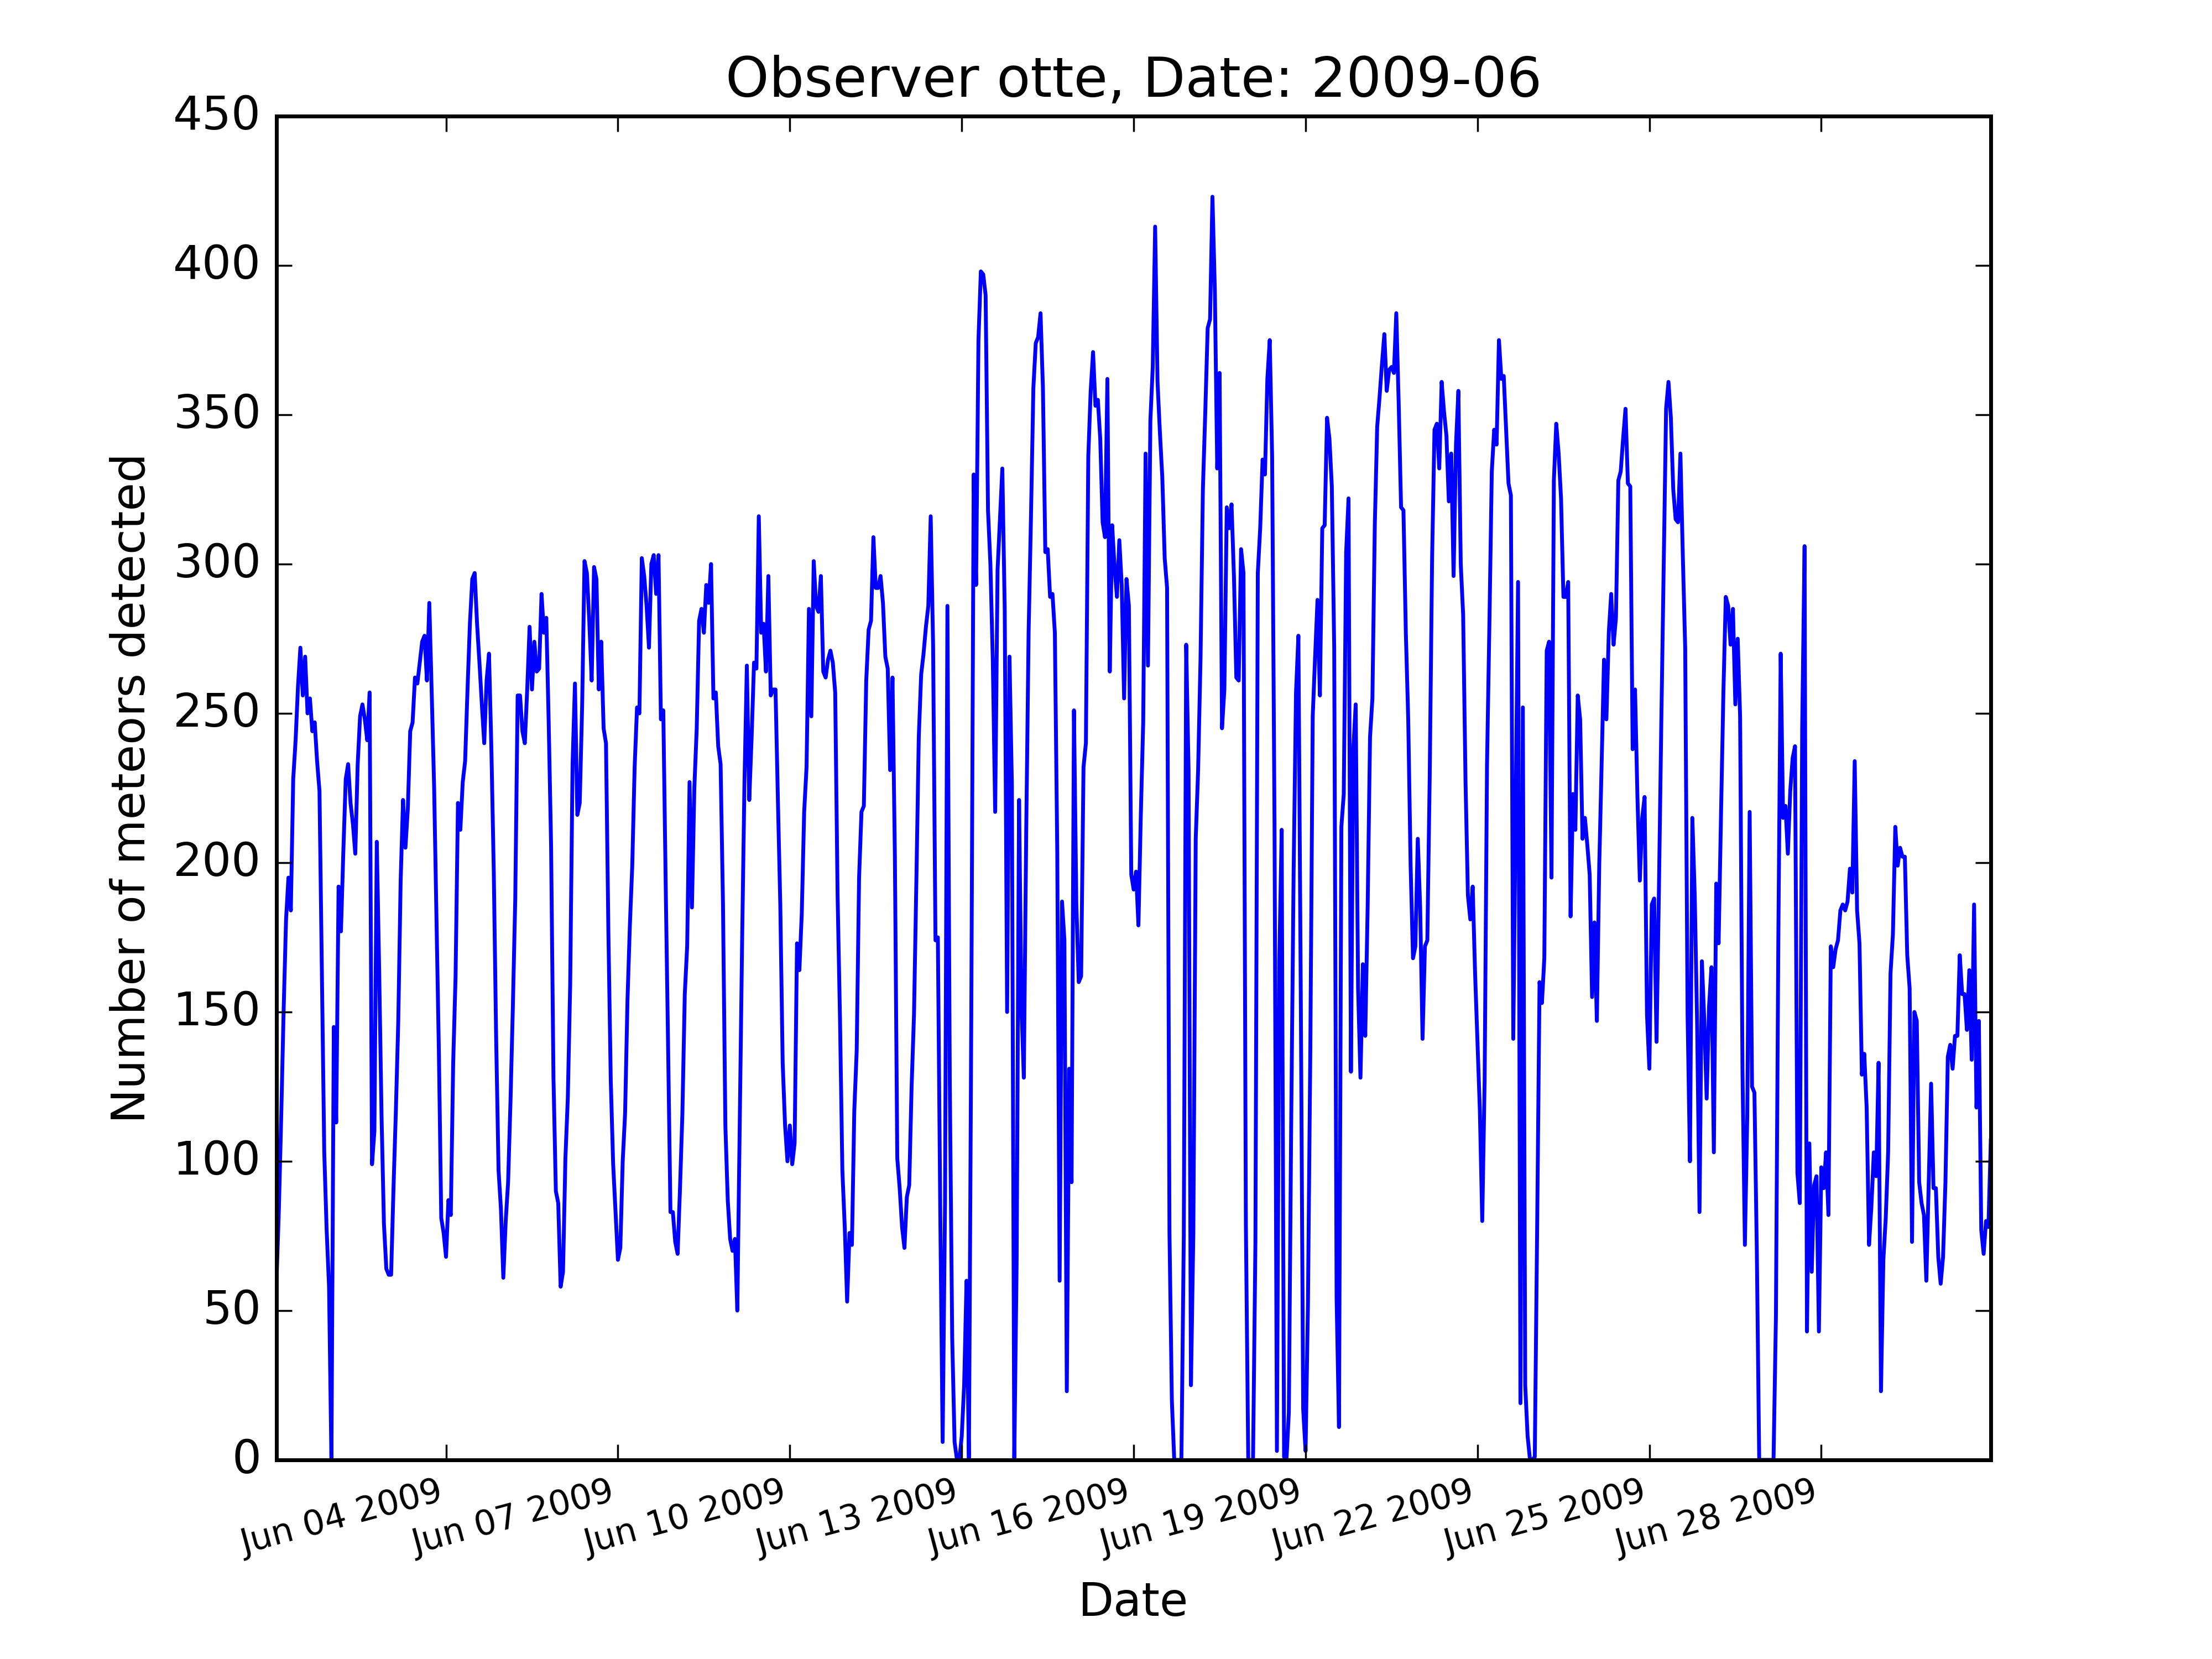 Observer otte, Date: 2009-06
450
400
350
300
250
200
150
100
50
0
Number of meteors detected
Jun 04 2009
Jun 07 2009
Jun 10 2009
Jun 13 2009
Jun 16 2009
Jun 19 2009
Jun 22 2009
Jun 25 2009
Jun 28 2009
Date